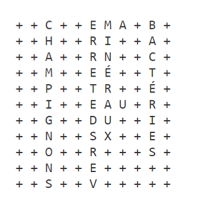 + + C + + E M A + B +
+ + H + + R I + + A +
+ + A + + R N + + C +
+ + M + + E É + + T +
+ + P + + T R + + É +
+ + I + + E A U + R +
+ + G + + D U + + I +
+ + N + + S X + + E +
+ + O + + R + + + S +
+ + N + + E + + + + +
+ + S + + V + + + + +